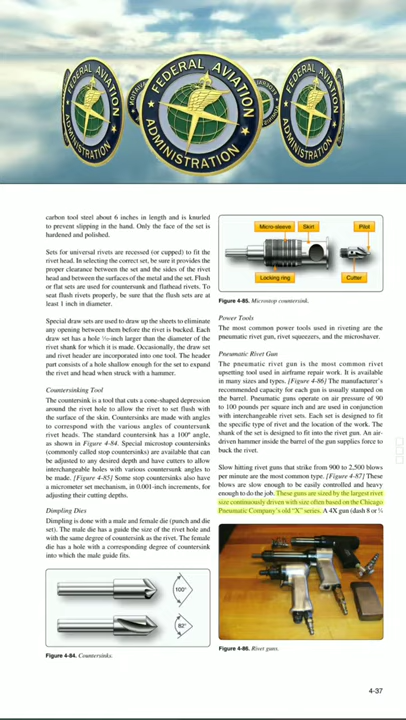 FEDERAL AVIATION
ADMINISTRATION
FEDERAL AVIATION
ADMINISTRATION
FEDERAL AVIATION
ADMINISTRATION
carbon tool steel about 6 inches in length and is knurled
to prevent slipping in the hand. Only the face of the set is
hardened and polished.
Sets for universal rivets are recessed (or cupped) to fit the
rivet head. In selecting the correct set, be sure it provides the
proper clearance between the set and the sides of the rivet
head and between the surfaces of the metal and the set. Flush
or flat sets are used for countersunk and flathead rivets. To
seat flush rivets properly, be sure that the flush sets are at
least 1 inch in diameter.
Special draw sets are used to draw up the sheets to eliminate
any opening between them before the rivet is bucked. Each
draw set has a hole 1⁄32-inch larger than the diameter of the
rivet shank for which it is made. Occasionally, the draw set
and rivet header are incorporated into one tool. The header
part consists of a hole shallow enough for the set to expand
the rivet and head when struck with a hammer.
Countersinking Tool
The countersink is a tool that cuts a cone-shaped depression
around the rivet hole to allow the rivet to set flush with
the surface of the skin. Countersinks are made with angles
to correspond with the various angles of countersunk
rivet heads. The standard countersink has a 100º angle,
as shown in Figure 4-84. Special microstop countersinks
(commonly called stop countersinks) are available that can
be adjusted to any desired depth and have cutters to allow
interchangeable holes with various countersunk angles to
be made. [Figure 4-85] Some stop countersinks also have
a micrometer set mechanism, in 0.001-inch increments, for
adjusting their cutting depths.
Dimpling Dies
Dimpling is done with a male and female die (punch and die
set). The male die has a guide the size of the rivet hole and
with the same degree of countersink as the rivet. The female
die has a hole with a corresponding degree of countersink
into which the male guide fits.
100°
82°
Figure 4-84. Countersinks.
Micro-sleeve
Skirt
Pilot
Locking ring
Cutter
Figure 4-85. Microstop countersink.
Power Tools
The most common power tools used in riveting are the
pneumatic rivet gun, rivet squeezers, and the microshaver.
Pneumatic Rivet Gun
The pneumatic rivet gun is the most common rivet
upsetting tool used in airframe repair work. It is available
in many sizes and types. [Figure 4-86] The manufacturer's
recommended capacity for each gun is usually stamped on
the barrel. Pneumatic guns operate on air pressure of 90
to 100 pounds per square inch and are used in conjunction
with interchangeable rivet sets. Each set is designed to fit
the specific type of rivet and the location of the work. The
shank of the set is designed to fit into the rivet gun. An air-
driven hammer inside the barrel of the gun supplies force to
buck the rivet.
Slow hitting rivet guns that strike from 900 to 2,500 blows
per minute are the most common type. [Figure 4-87] These
blows are slow enough to be easily controlled and heavy
enough to do the job. These guns are sized by the largest rivet
size continuously driven with size often based on the Chicago
Pneumatic Company's old "X" series. A 4X gun (dash 8 or ¼
Figure 4-86. Rivet guns.
4-37